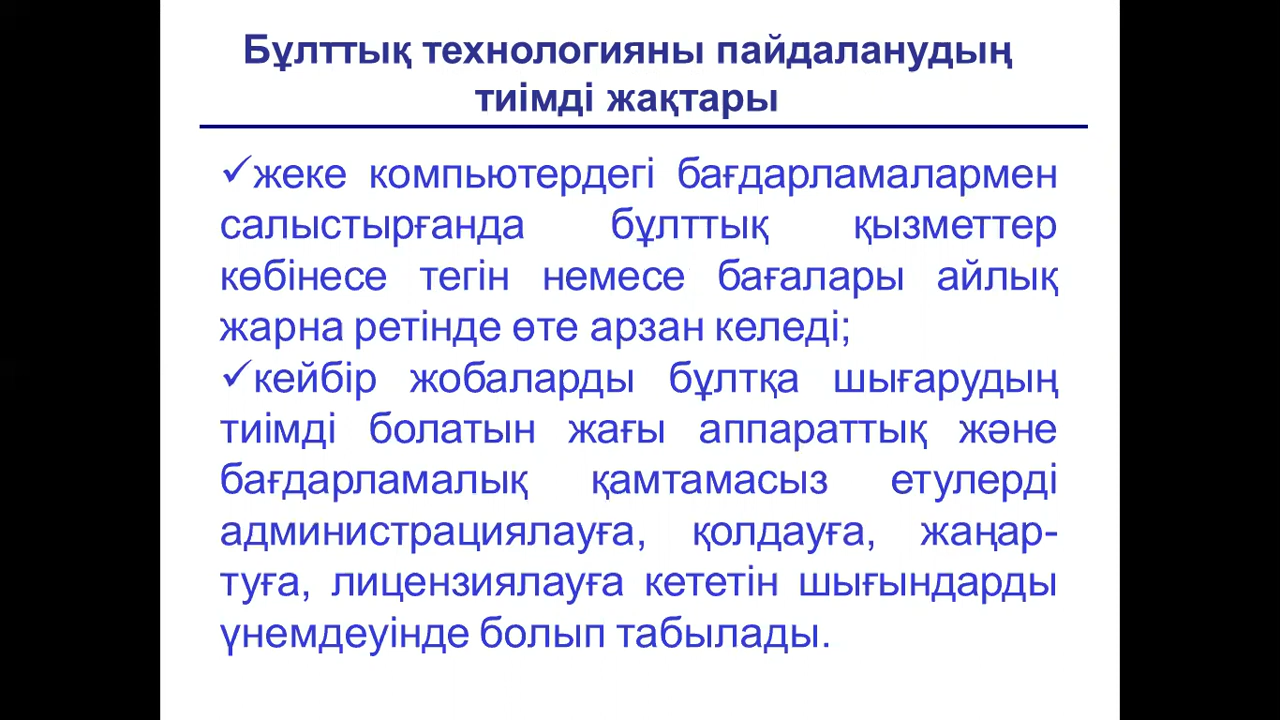 Бұлттық технологияны пайдаланудың
тиімді жақтары
✓жеке компьютердегі бағдарламалармен
салыстырғанда бұлттық қызметтер
көбінесе тегін немесе бағалары айлық
жарна ретінде өте арзан келеді;
✓кейбір жобаларды бұлтқа шығарудың
тиімді болатын жағы аппараттық және
бағдарламалық қамтамасыз етулерді
администрациялауға, қолдауға, жаңар-
туға, лицензиялауға кететін шығындарды
үнемдеуінде болып табылады.